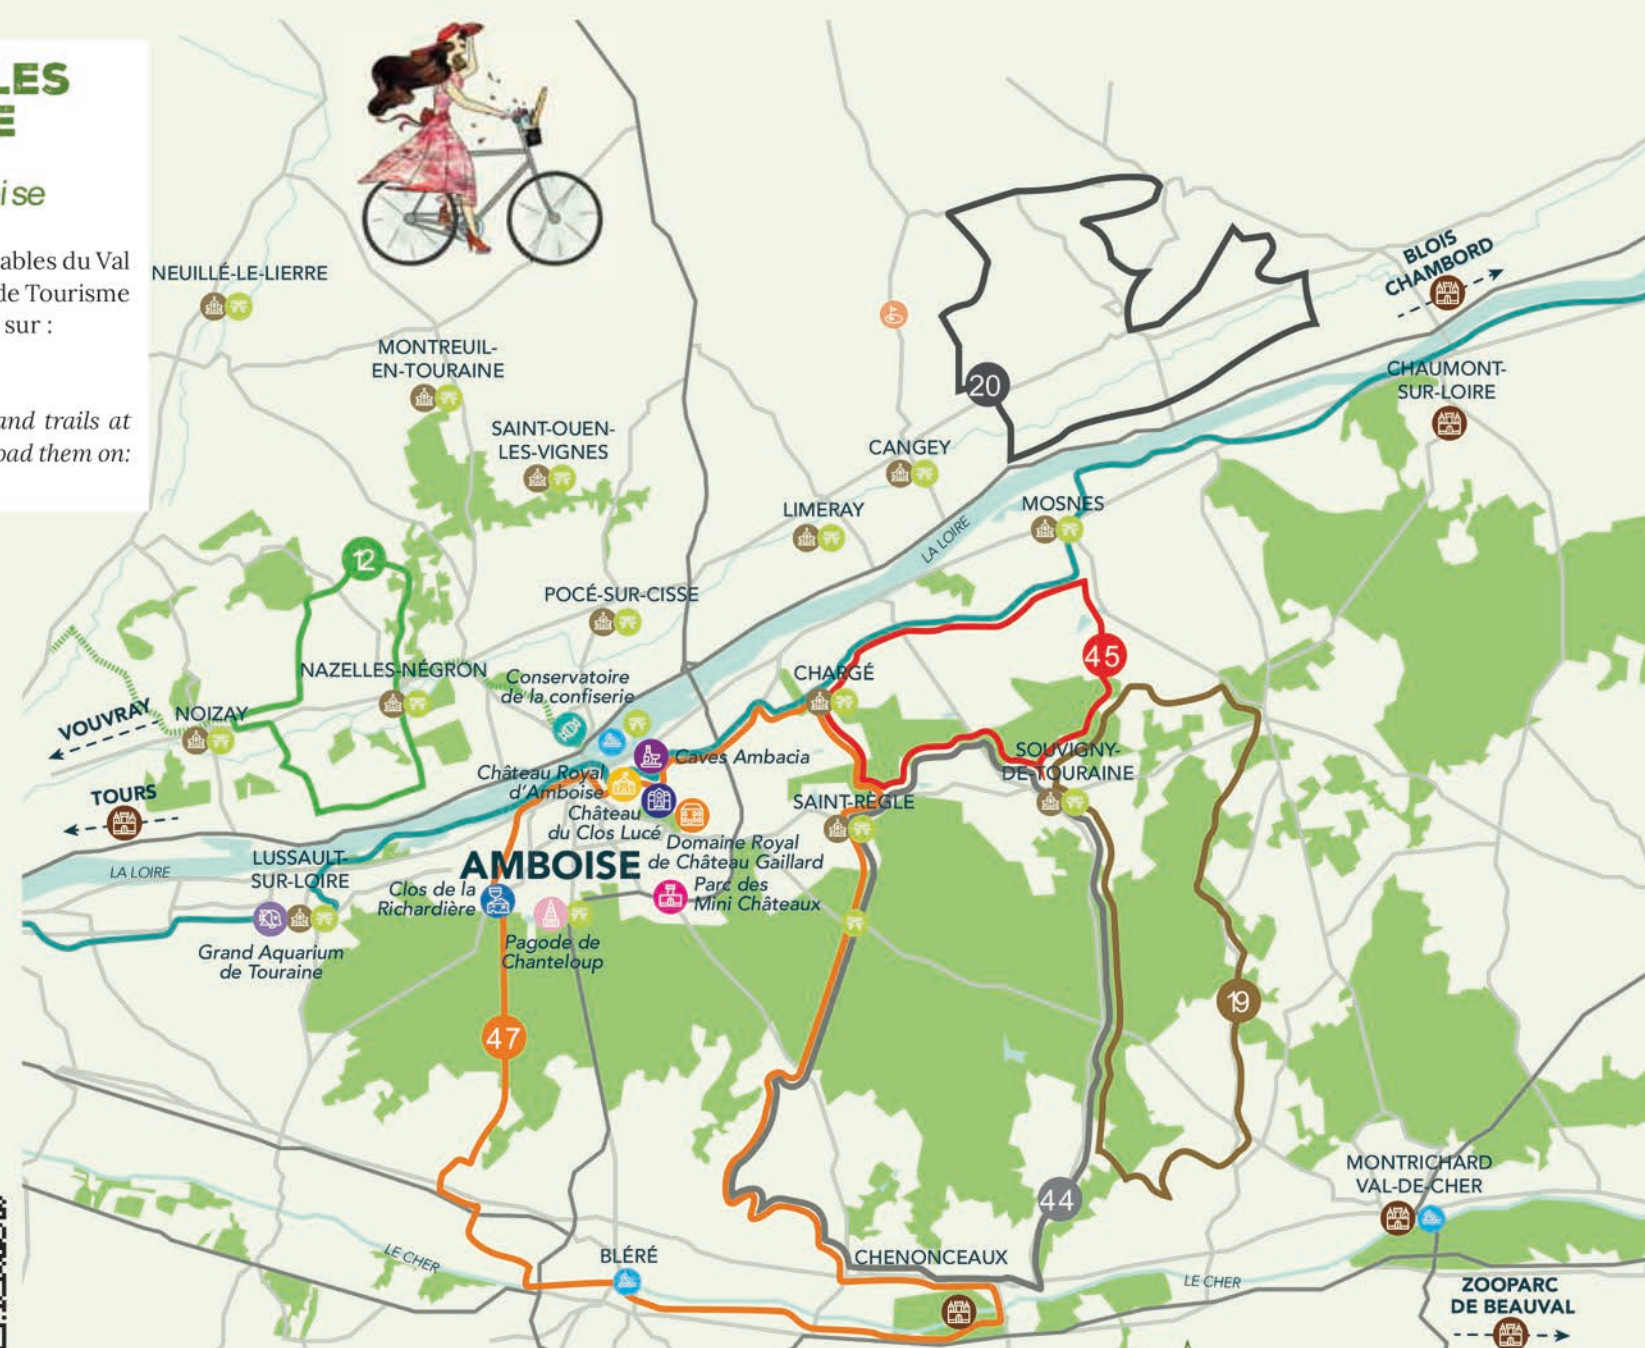 LES
E
ise
ables du Val
de Tourisme
sur :
and trails at
oad them on:
NEUILLÉ-LE-LIERRE
MONTREUIL-
EN-TOURAINE
SAINT-OUEN-
LES-VIGNES
20
BLOIS
CHAMBORD
CHAUMONT-
SUR-LOIRE
CANGEY
LIMERAY
MOSNES
LA LOIRE
12
POCÉ-SUR-CISSE
NAZELLES-NÉGRON
Conservatoire
de la confiserie
CHARGÉ
45
VOUVRAY
NOIZAY
Caves Ambacia
SOUVIGNY-
DE-TOURAINE
Château Royal
d'Amboise
TOURS
SAINT-RÈGLE
Château
du Clos Lucé
Domaine Royal
de Château Gaillard
LA LOIRE
LUSSAULT-
SUR-LOIRE
AMBOISE
Clos de la
Richardière
Parc des
Mini Châteaux
Grand Aquarium
de Touraine
Pagode de
Chanteloup
19
47
MONTRICHARD
VAL-DE-CHER
44
LE CHER
BLÉRÉ
CHENONCEAUX
LE CHER
ZOOPARC
DE BEAUVAL